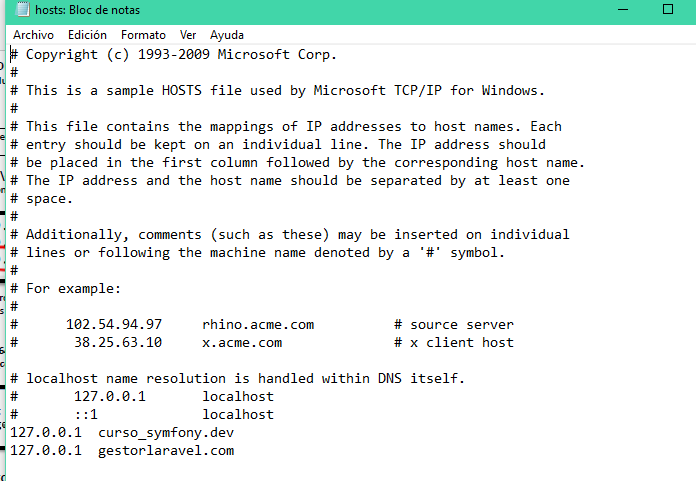 hosts: Bloc de notas
Archivo Edición Formato Ver Ayuda
# Copyright (c) 1993-2009 Microsoft Corp.
#
# This is a sample HOSTS file used by Microsoft TCP/IP for Windows.
#
# This file contains the mappings of IP addresses to host names. Each
# entry should be kept on an individual line. The IP address should
# be placed in the first column followed by the corresponding host name.
# The IP address and the host name should be separated by at least one
# space.
#
# Additionally, comments (such as these) may be inserted on individual
# lines or following the machine name denoted by a '#' symbol.
#
# For example:
#
#      102.54.94.97     rhino.acme.com          # source server
#       38.25.63.10     x.acme.com              # x client host

# localhost name resolution is handled within DNS itself.
#       127.0.0.1       localhost
#       ::1             localhost
127.0.0.1  curso_symfony.dev
127.0.0.1  gestorlaravel.com